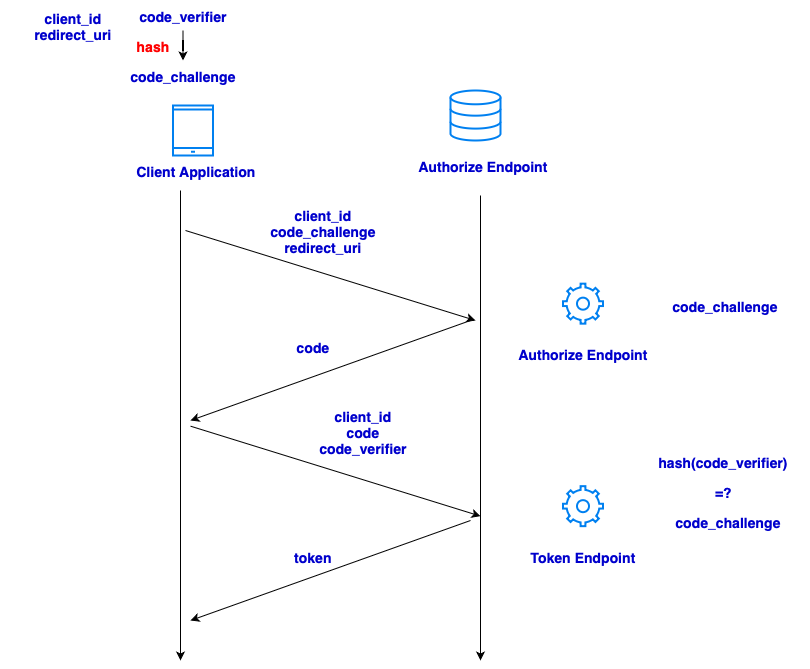 client_id
redirect_uri
code_verifier
hash
code_challenge
Client Application
Authorize Endpoint
client_id
code_challenge
redirect_uri
code_challenge
Authorize Endpoint
code
client_id
code
code_verifier
hash(code_verifier)
=?
code_challenge
Token Endpoint
token